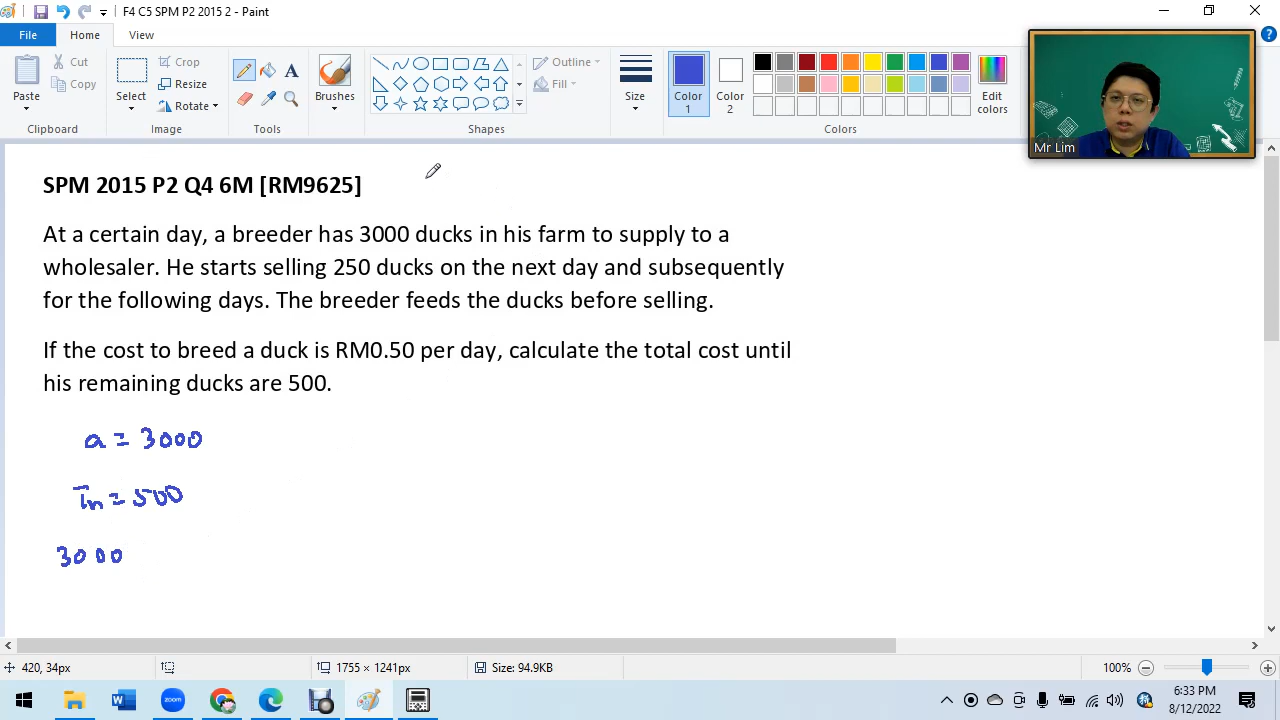 F4 C5 SPM P2 2015 2 - Paint
File Home View
Paste Cut Copy Clipboard
Select Crop Resize Rotate Image
Tools
Brushes
Outline Fill Shapes
Size
Color 1 Color 2 Edit colors Colors
Mr Lim
SPM 2015 P2 Q4 6M [RM9625]
At a certain day, a breeder has 3000 ducks in his farm to supply to a
wholesaler. He starts selling 250 ducks on the next day and subsequently
for the following days. The breeder feeds the ducks before selling.
If the cost to breed a duck is RM0.50 per day, calculate the total cost until
his remaining ducks are 500.
a = 3000
Tn = 500
3000
420, 34px 1755 × 1241px Size: 94.9KB 100%
zoom
6:33 PM
8/12/2022